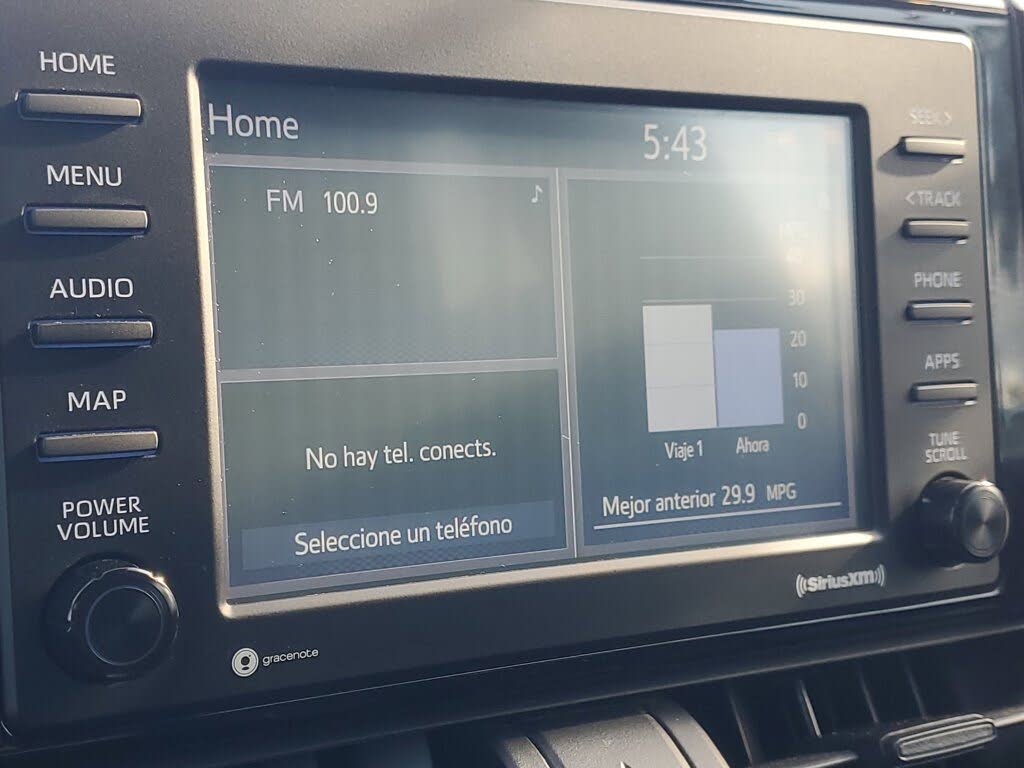 HOME
MENU
AUDIO
MAP
POWER
VOLUME
Home
5:43
FM 100.9
No hay tel. conects.
Seleccione un teléfono
30
20
10
0
Viaje 1
Ahora
Mejor anterior 29.9 MPG
SEEK >
< TRACK
PHONE
APPS
TUNE
SCROLL
gracenote
SiriusXM